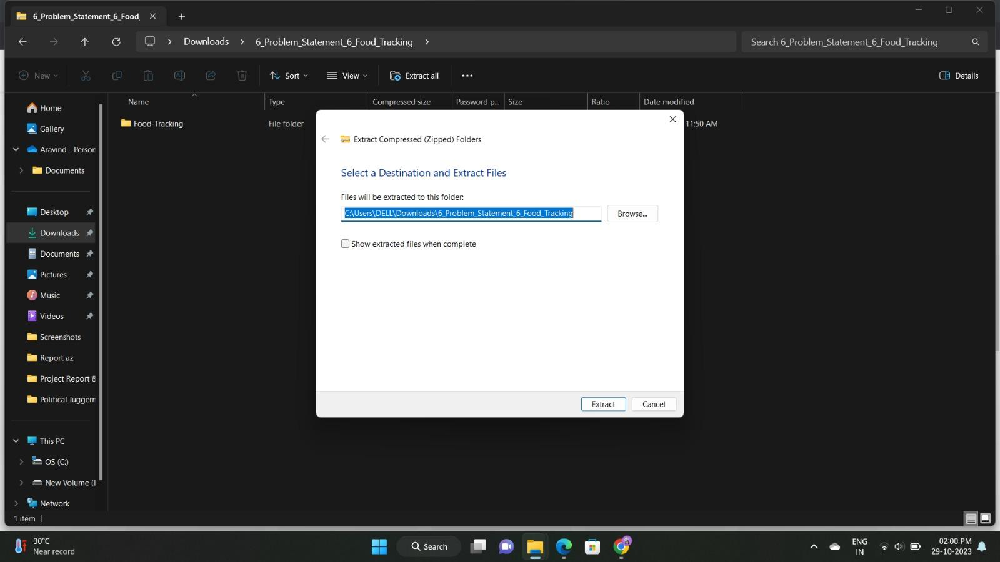 6_Problem_Statement_6_Food_
Downloads
6_Problem_Statement_6_Food_Tracking
Search 6_Problem_Statement_6_Food_Tracking
New
Sort
View
Extract all
Details
Name
Type
Compressed size
Password p...
Size
Ratio
Date modified
Food-Tracking
File folder
11:50 AM
Home
Gallery
Aravind - Person
Documents
Desktop
Downloads
Documents
Pictures
Music
Videos
Screenshots
Report az
Project Report &
Political Juggern
This PC
OS (C:)
New Volume (
Network
1 item
Extract Compressed (Zipped) Folders
Select a Destination and Extract Files
Files will be extracted to this folder:
C:\Users\DELL\Downloads\6_Problem_Statement_6_Food_Tracking
Browse...
Show extracted files when complete
Extract
Cancel
30°C
Near record
Search
ENG
IN
02:00 PM
29-10-2023